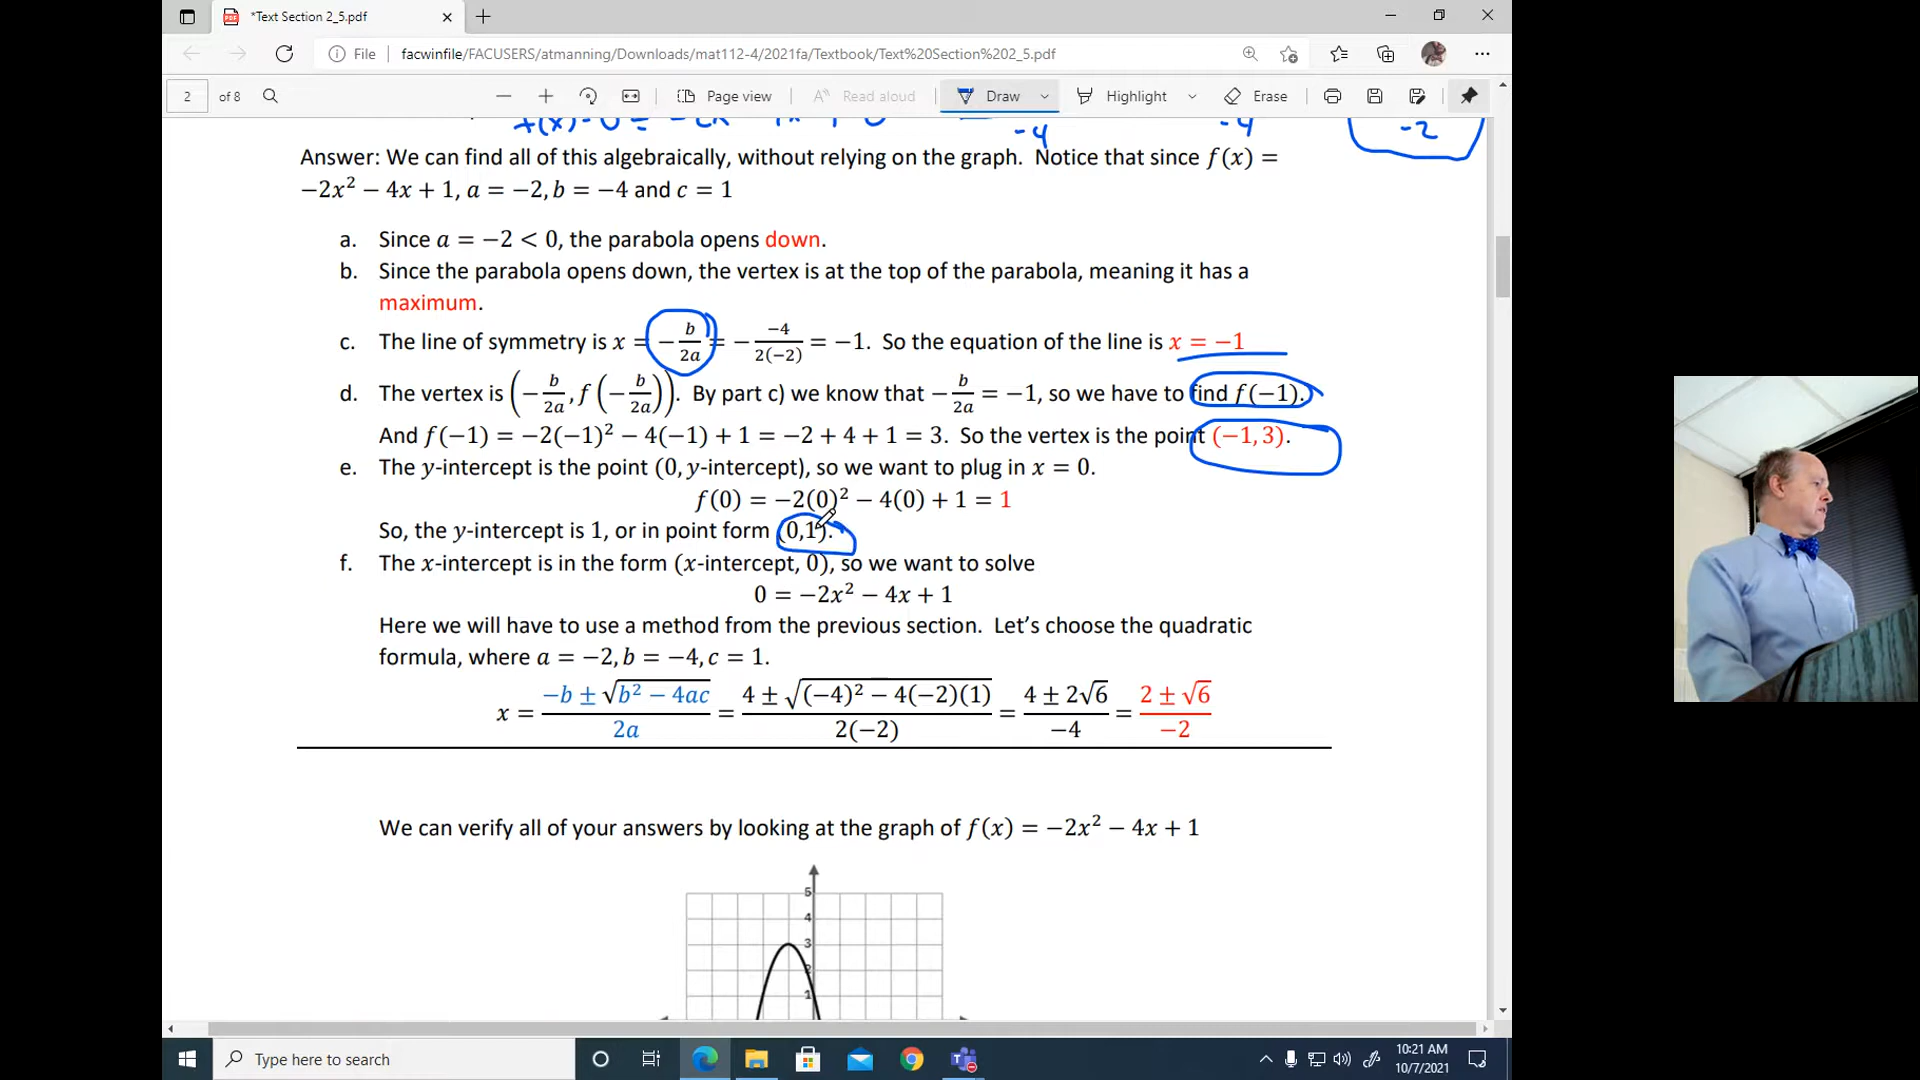 *Text Section 2_5.pdf
File facwinfile/FACUSERS/atmanning/Downloads/mat112-4/2021fa/Textbook/Text%20Section%202_5.pdf
2 of 8 Page view Read aloud Draw Highlight Erase
-4 -4 -2
Answer: We can find all of this algebraically, without relying on the graph. Notice that since f(x) =
−2x² − 4x + 1, a = −2, b = −4 and c = 1
a. Since a = −2 < 0, the parabola opens down.
b. Since the parabola opens down, the vertex is at the top of the parabola, meaning it has a
maximum.
c. The line of symmetry is x = −b/2a = −−4/2(−2) = −1. So the equation of the line is x = −1
d. The vertex is (−b/2a, f(−b/2a)). By part c) we know that −b/2a = −1, so we have to find f(−1).
And f(−1) = −2(−1)² − 4(−1) + 1 = −2 + 4 + 1 = 3. So the vertex is the point (−1, 3).
e. The y-intercept is the point (0, y-intercept), so we want to plug in x = 0.
f(0) = −2(0)² − 4(0) + 1 = 1
So, the y-intercept is 1, or in point form (0,1).
f. The x-intercept is in the form (x-intercept, 0), so we want to solve
0 = −2x² − 4x + 1
Here we will have to use a method from the previous section. Let's choose the quadratic
formula, where a = −2, b = −4, c = 1.
x = −b ± √b² − 4ac / 2a = 4 ± √(−4)² − 4(−2)(1) / 2(−2) = 4 ± 2√6 / −4 = 2 ± √6 / −2
We can verify all of your answers by looking at the graph of f(x) = −2x² − 4x + 1
5
4
3
2
1
Type here to search
10:21 AM
10/7/2021